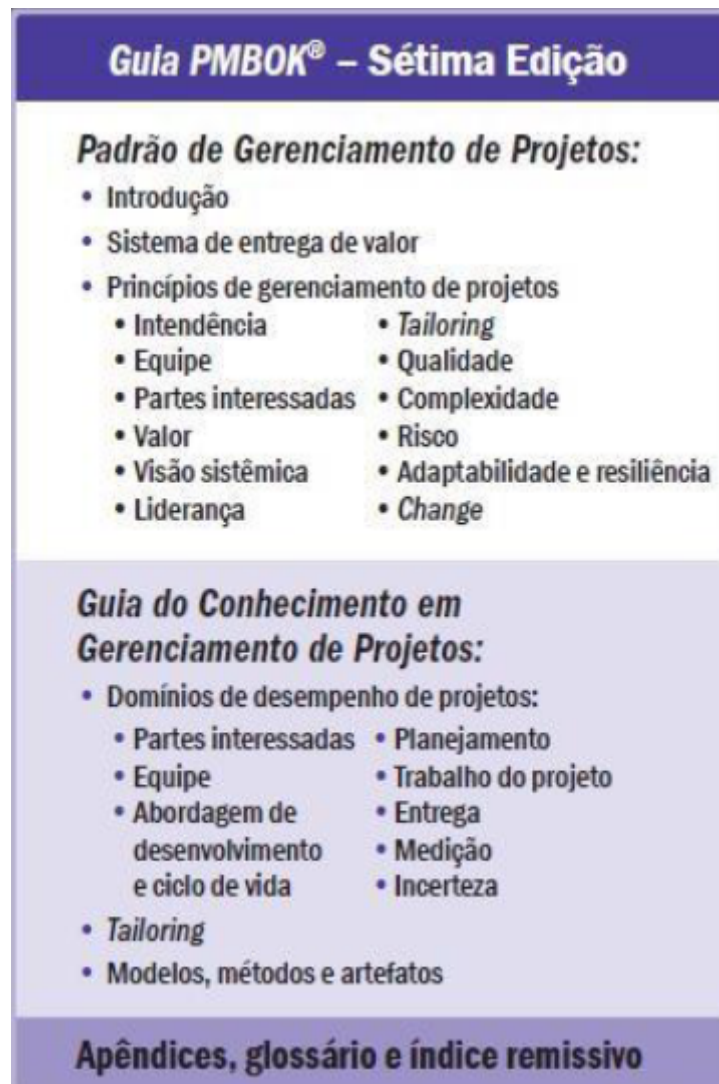 Guia PMBOK® – Sétima Edição
Padrão de Gerenciamento de Projetos:
• Introdução
• Sistema de entrega de valor
• Princípios de gerenciamento de projetos
• Intendência
• Equipe
• Partes interessadas
• Valor
• Visão sistêmica
• Liderança
• Tailoring
• Qualidade
• Complexidade
• Risco
• Adaptabilidade e resiliência
• Change
Guia do Conhecimento em
Gerenciamento de Projetos:
• Domínios de desempenho de projetos:
• Partes interessadas
• Equipe
• Abordagem de
desenvolvimento
e ciclo de vida
• Planejamento
• Trabalho do projeto
• Entrega
• Medição
• Incerteza
• Tailoring
• Modelos, métodos e artefatos
Apêndices, glossário e índice remissivo